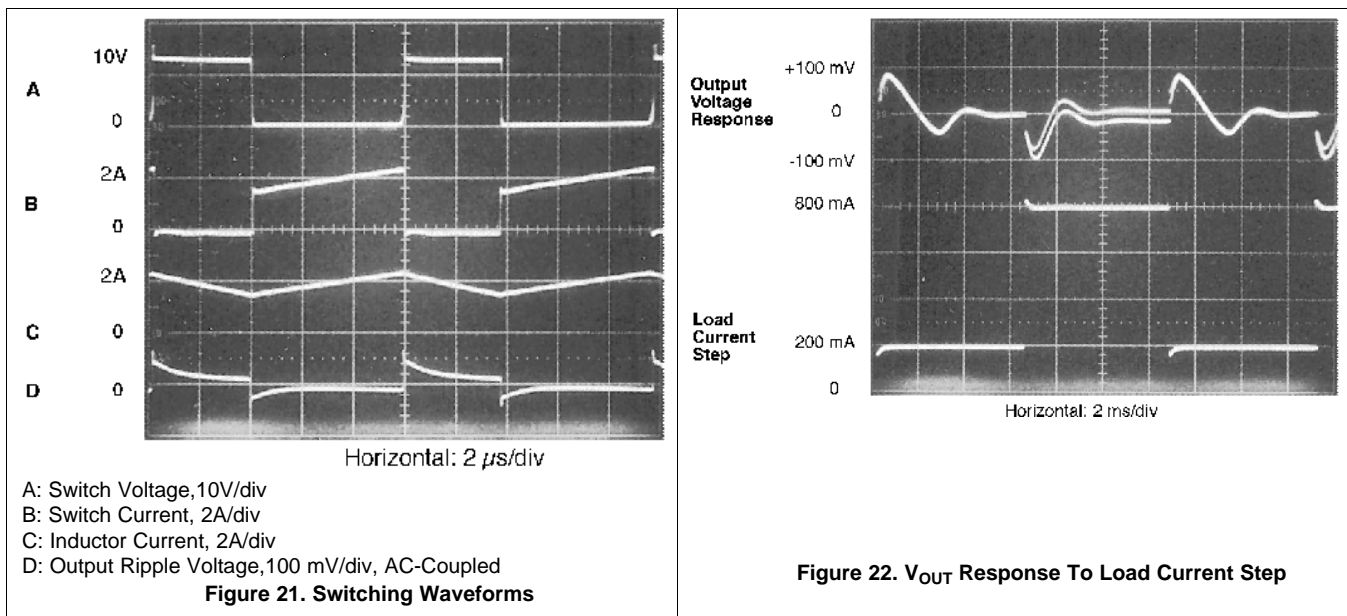 10V
A
0
2A
B
0
2A
C
0
D
0
Horizontal: 2 µs/div
A: Switch Voltage,10V/div
B: Switch Current, 2A/div
C: Inductor Current, 2A/div
D: Output Ripple Voltage,100 mV/div, AC-Coupled
Figure 21. Switching Waveforms
+100 mV
Output
Voltage
Response
0
-100 mV
800 mA
Load
Current
Step
200 mA
0
Horizontal: 2 ms/div
Figure 22. VOUT Response To Load Current Step